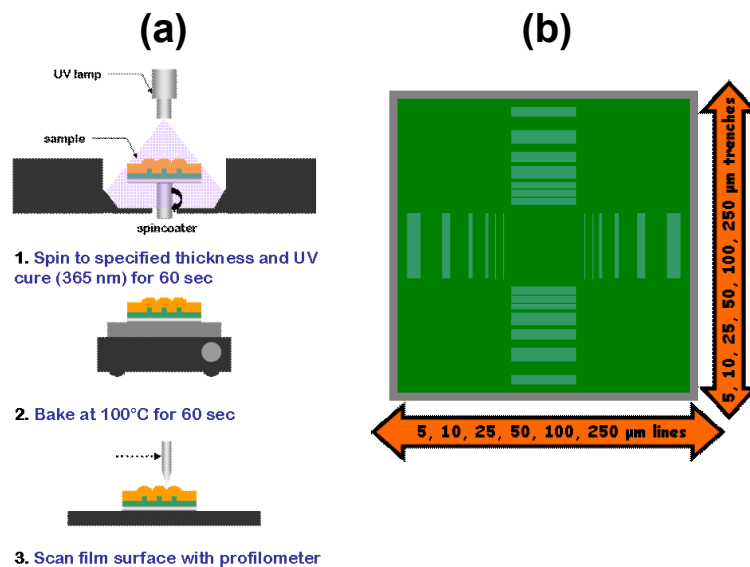 (a)
(b)
UV lamp
sample
spincoater
1. Spin to specified thickness and UV
cure (365 nm) for 60 sec
2. Bake at 100°C for 60 sec
3. Scan film surface with profilometer
5, 10, 25, 50, 100, 250 µm trenches
5, 10, 25, 50, 100, 250 µm lines